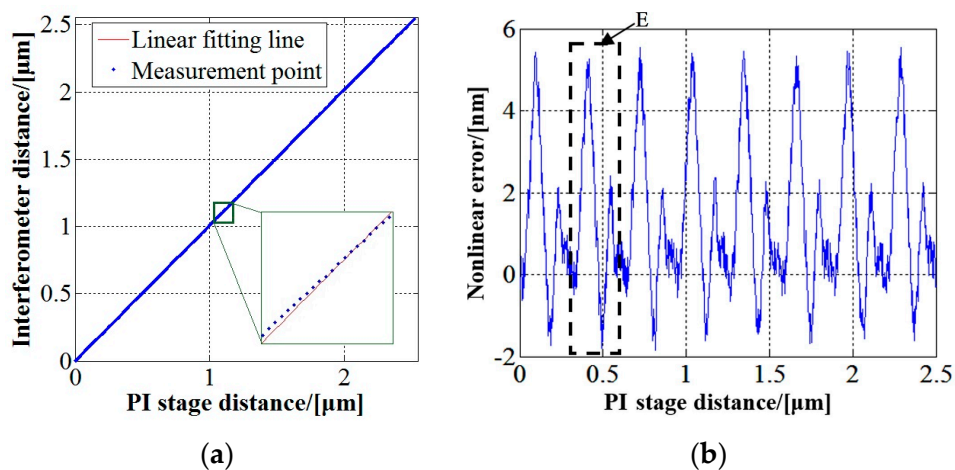 2.5
2
1.5
1
0.5
0
0 1 2
Interferometer distance/[μm]
PI stage distance/[μm]
Linear fitting line
Measurement point
(a)
E
6
4
2
0
-2
0 0.5 1 1.5 2 2.5
Nonlinear error/[nm]
PI stage distance/[μm]
(b)